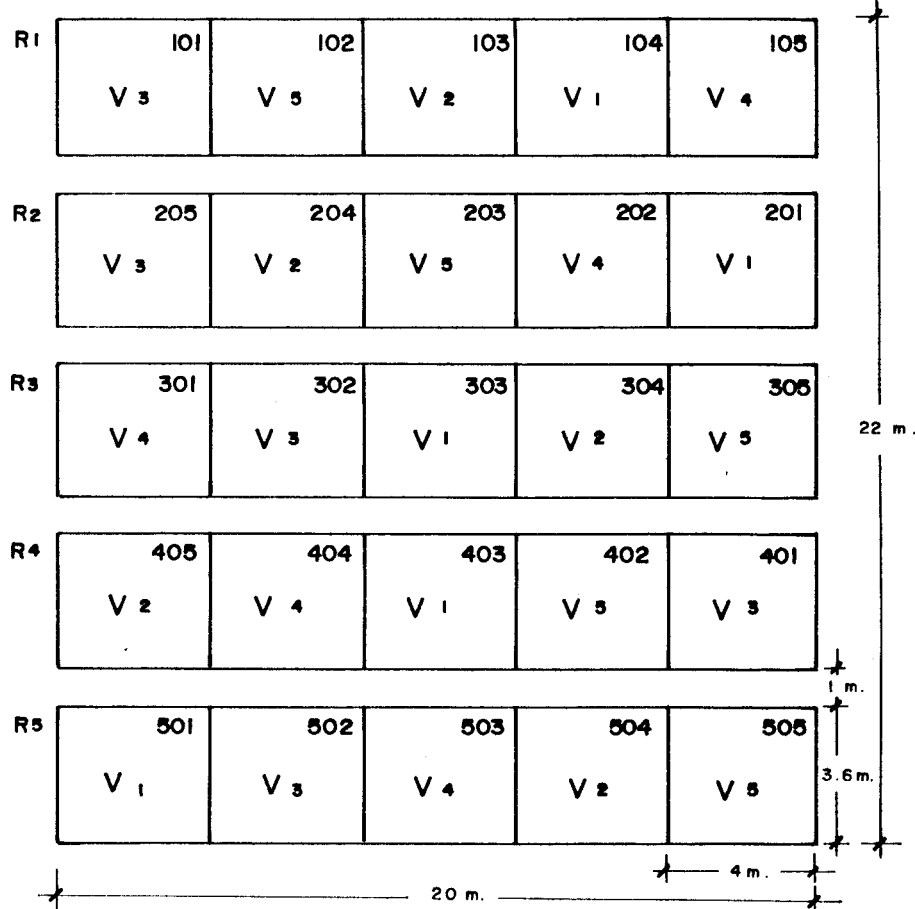 R1 101 102 103 104 105
V 3 V 5 V 2 V 1 V 4
R2 205 204 203 202 201
V 3 V 2 V 5 V 4 V 1
R3 301 302 303 304 305
V 4 V 3 V 1 V 2 V 5
22 m.
R4 405 404 403 402 401
V 2 V 4 V 1 V 5 V 3
1 m.
R5 501 502 503 504 505
V 1 V 3 V 4 V 2 V 5
3.6m.
4 m.
20 m.